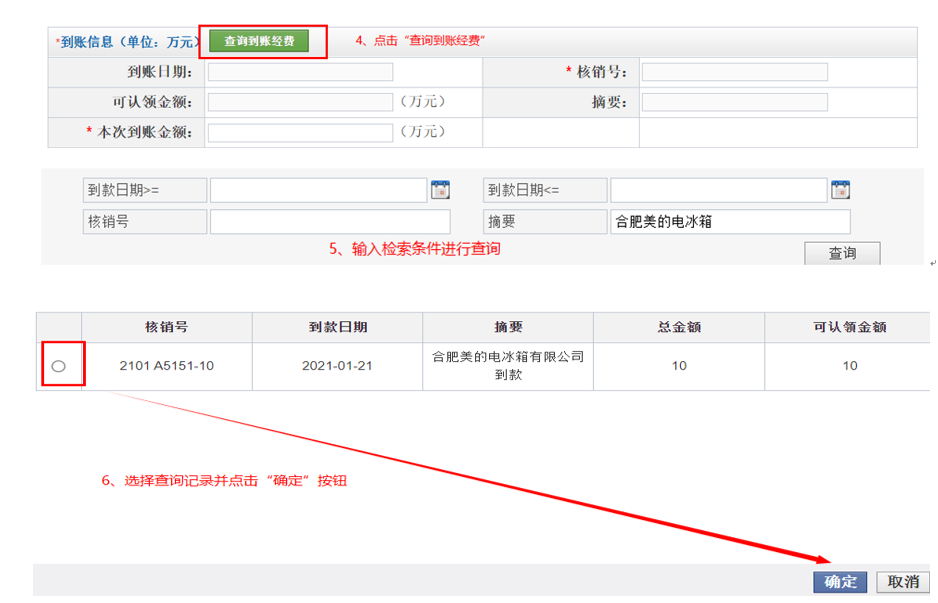 *到账信息（单位：万元） 查询到账经费 4、点击“查询到账经费”
到账日期： * 核销号：
可认领金额： （万元） 摘要：
* 本次到账金额： （万元）
到款日期>= 到款日期<=
核销号 摘要 合肥美的电冰箱
5、输入检索条件进行查询
查询
核销号 到款日期 摘要 总金额 可认领金额
2101 A5151-10 2021-01-21 合肥美的电冰箱有限公司 10 10
到款
6、选择查询记录并点击“确定”按钮
确定 取消